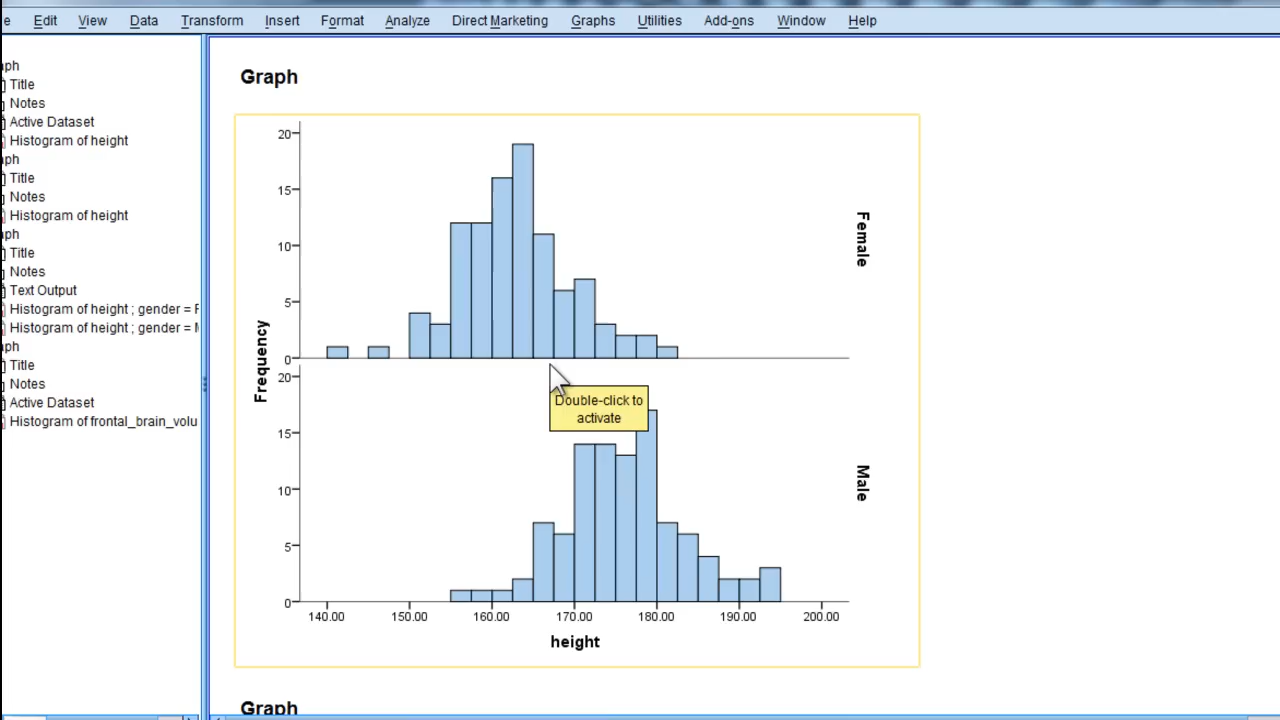 e Edit View Data Transform Insert Format Analyze Direct Marketing Graphs Utilities Add-ons Window Help
ph
Title
Notes
Active Dataset
Histogram of height
ph
Title
Notes
Histogram of height
ph
Title
Notes
Text Output
Histogram of height ; gender = F
Histogram of height ; gender = M
ph
Title
Notes
Active Dataset
Histogram of frontal_brain_volu
Graph
20
15
10
5
0
Female
Frequency
Double-click to
activate
20
15
10
5
0
Male
140.00 150.00 160.00 170.00 180.00 190.00 200.00
height
Graph